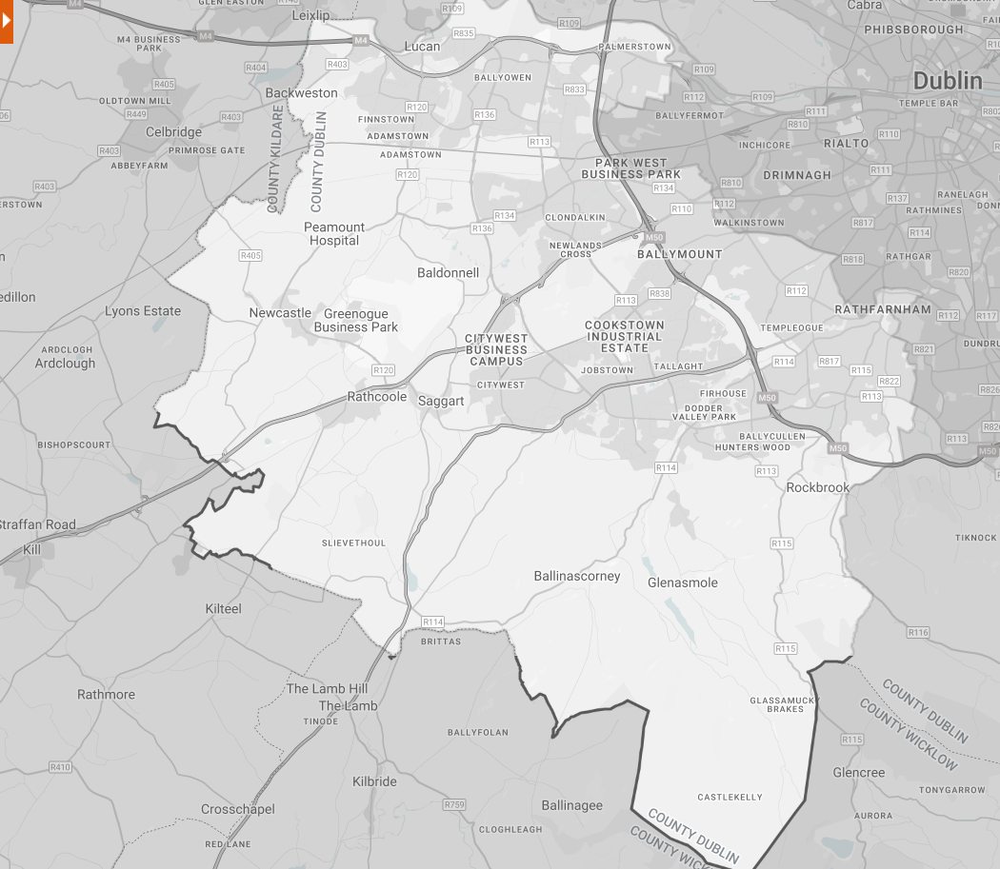 GLEN EASTON
M4
Leixlip
R109
R109
Cabra
R835
M4 BUSINESS
PARK
M4
M4
Lucan
PALMERSTOWN
PHIBSBOROUGH
R404
R403
R109
R405
BALLYOWEN
Dublin
Backweston
R833
R112
R109
TEMPLE BAR
OLDTOWN MILL
R449
R403
R120
R136
R111
FINNSTOWN
BALLYFERMOT
R810
Celbridge
ADAMSTOWN
R113
INCHICORE
RIALTO
R110
R403
PRIMROSE GATE
ADAMSTOWN
ABBEYFARM
COUNTY KILDARE
COUNTY DUBLIN
R120
PARK WEST
BUSINESS PARK
R810
DRIMNAGH
R111
R403
R134
R137
RANELAGH
R110
R112
RATHMINES
R134
CLONDALKIN
WALKINSTOWN
R817
R114
Peamount
Hospital
R136
M50
R405
NEWLANDS
CROSS
BALLYMOUNT
R818
RATHGAR
Baldonnell
R820
R838
R112
R113
Lyons Estate
Newcastle
Greenogue
Business Park
RATHFARNHAM
R112
R117
COOKSTOWN
INDUSTRIAL
ESTATE
TEMPLEOGUE
CITYWEST
BUSINESS
CAMPUS
ARDCLOGH
Ardclough
R821
R120
JOBSTOWN
TALLAGHT
R114
R817
R115
R822
CITYWEST
FIRHOUSE
Rathcoole
Saggart
R113
M50
DODDER
VALLEY PARK
BISHOPSCOURT
BALLYCULLEN
HUNTERS WOOD
M50
R113
M50
R114
R113
Rockbrook
Straffan Road
Kill
SLIEVETHOUL
R115
TIKNOCK
Ballinascorney
Glenasmole
Kilteel
R114
R116
BRITTAS
R115
The Lamb Hill
The Lamb
Rathmore
TINODE
GLASSAMUCK
BRAKES
COUNTY DUBLIN
COUNTY WICKLOW
BALLYFOLAN
R115
R410
Kilbride
Glencree
CASTLEKELLY
TONYGARROW
Crosschapel
R759
Ballinagee
AURORA
COUNTY DUBLIN
CLOGHLEAGH
RED LANE